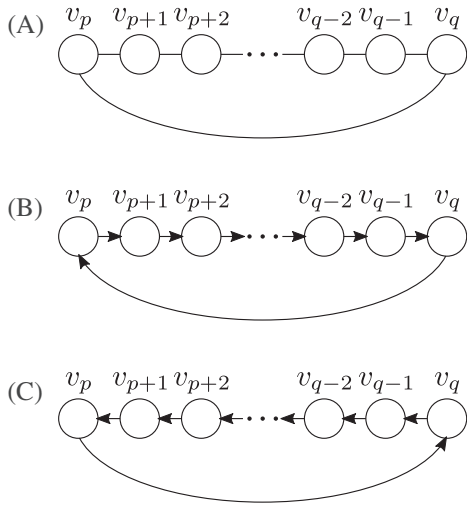 (A) v_p v_{p+1} v_{p+2} v_{q-2} v_{q-1} v_q
...
(B) v_p v_{p+1} v_{p+2} v_{q-2} v_{q-1} v_q
...
(C) v_p v_{p+1} v_{p+2} v_{q-2} v_{q-1} v_q
...